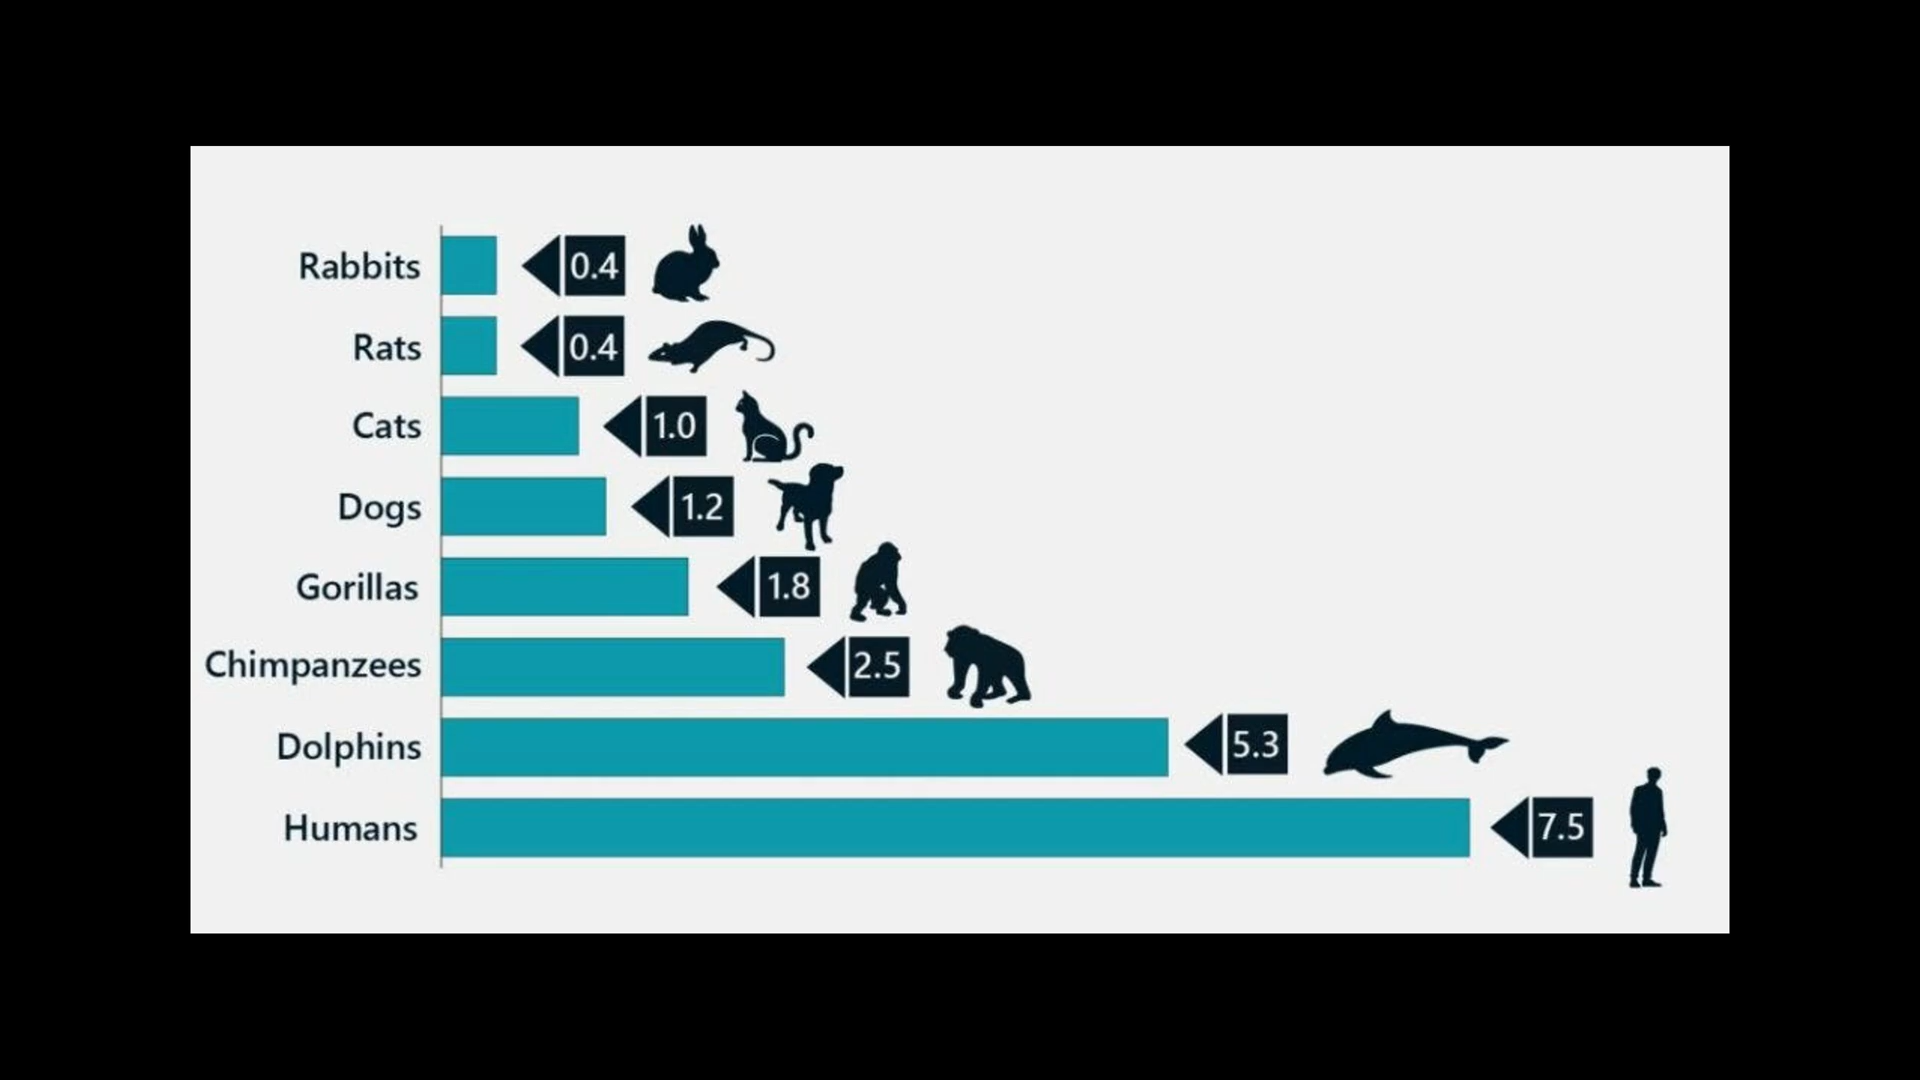 Rabbits 0.4
Rats 0.4
Cats 1.0
Dogs 1.2
Gorillas 1.8
Chimpanzees 2.5
Dolphins 5.3
Humans 7.5